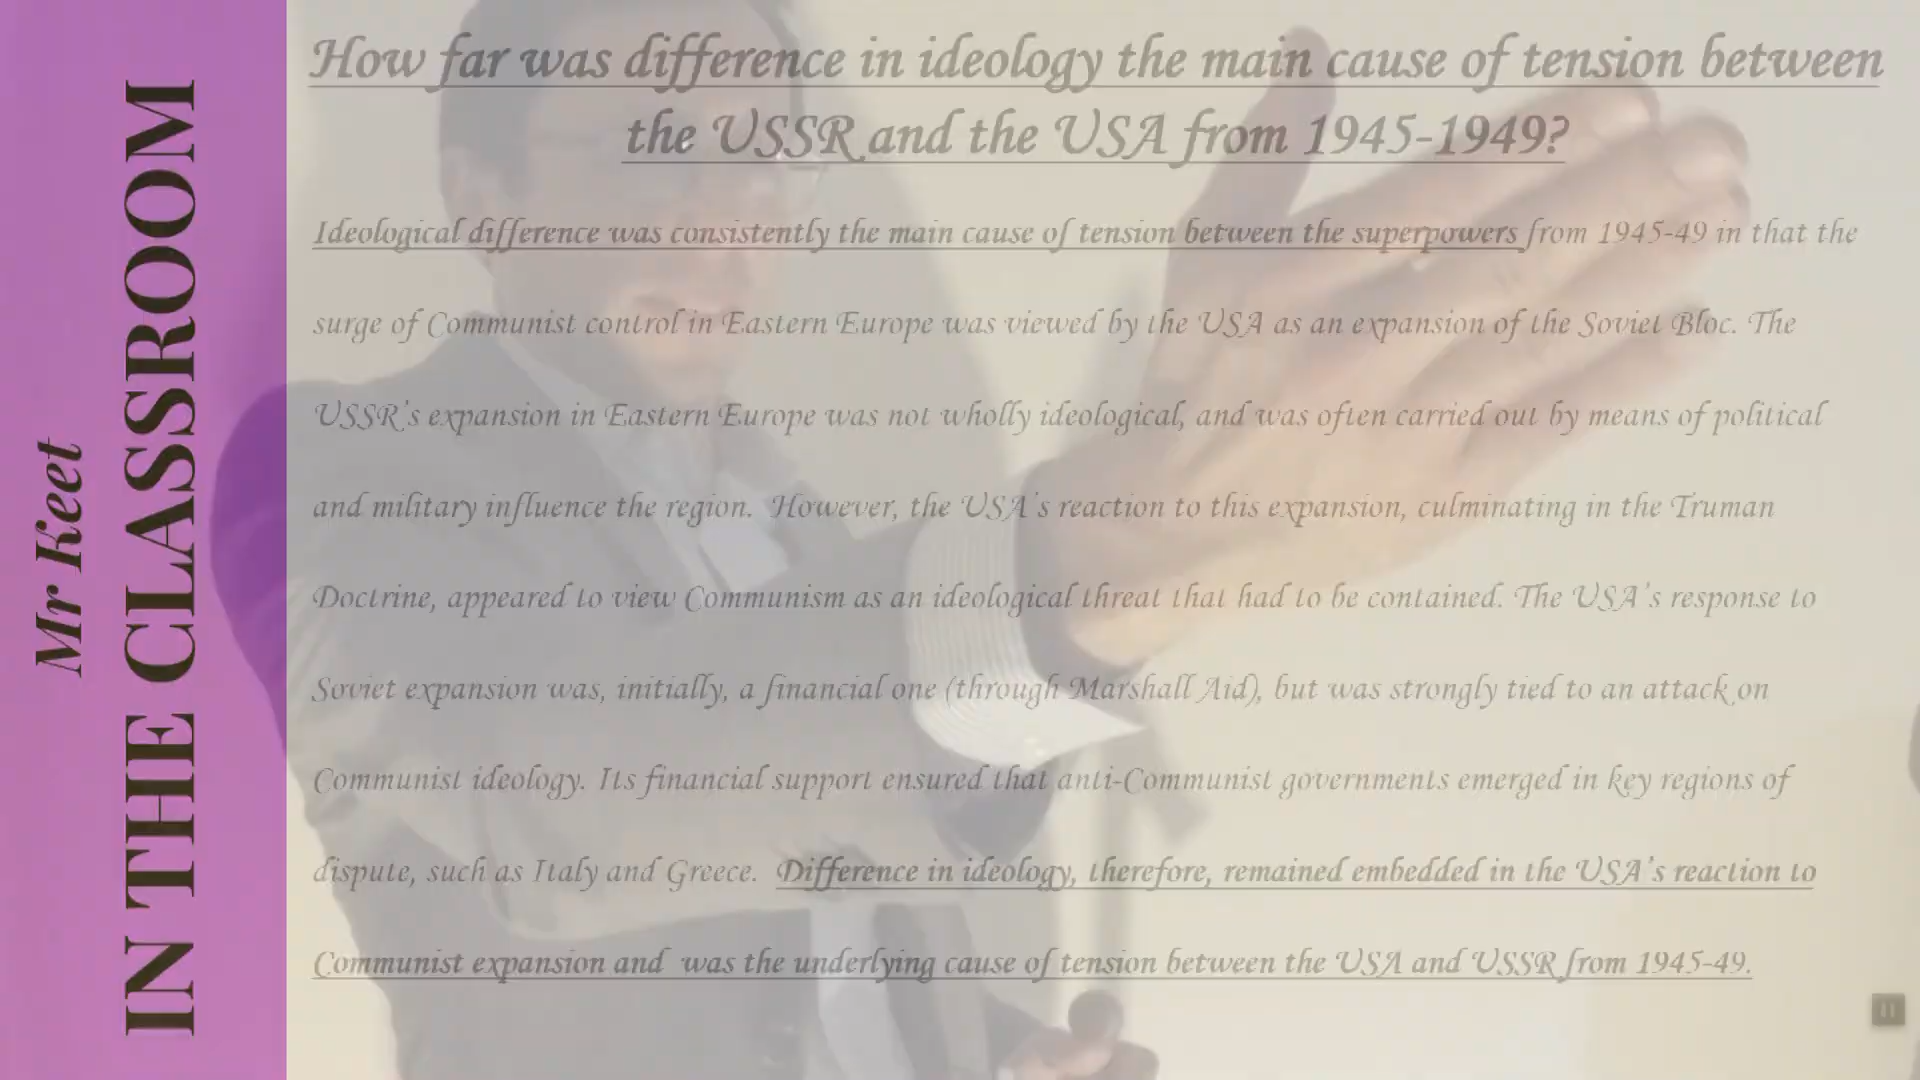 Mr Keet
IN THE CLASSROOM
How far was difference in ideology the main cause of tension between
the USSR and the USA from 1945-1949?
Ideological difference was consistently the main cause of tension between the superpowers from 1945-49 in that the
surge of Communist control in Eastern Europe was viewed by the USA as an expansion of the Soviet Bloc. The
USSR's expansion in Eastern Europe was not wholly ideological, and was often carried out by means of political
and military influence the region. However, the USA's reaction to this expansion, culminating in the Truman
Doctrine, appeared to view Communism as an ideological threat that had to be contained. The USA's response to
Soviet expansion was, initially, a financial one (through Marshall Aid), but was strongly tied to an attack on
Communist ideology. Its financial support ensured that anti-Communist governments emerged in key regions of
dispute, such as Italy and Greece. Difference in ideology, therefore, remained embedded in the USA's reaction to
Communist expansion and was the underlying cause of tension between the USA and USSR from 1945-49.